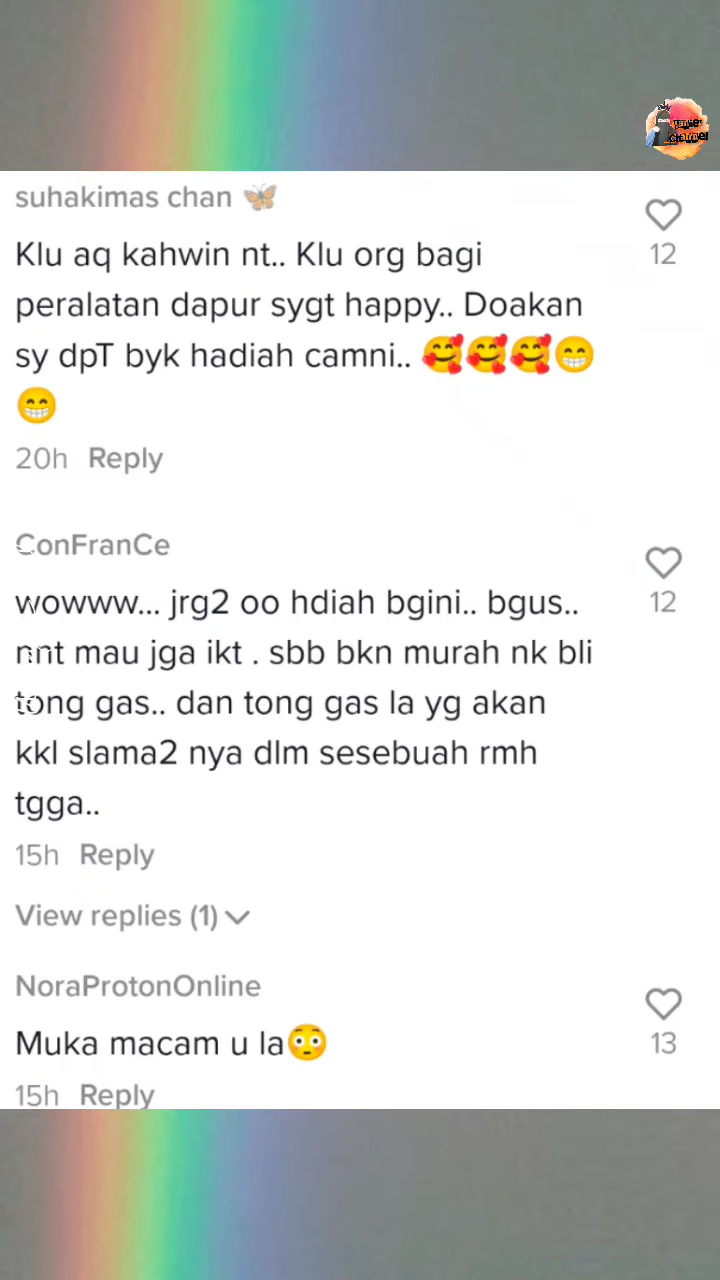 suhakimas chan 🦋
Klu aq kahwin nt.. Klu org bagi
12
peralatan dapur sygt happy.. Doakan
sy dpT byk hadiah camni.. 🥰🥰🥰😁
😁
20h Reply
ConFranCe
wowww... jrg2 oo hdiah bgini.. bgus..
12
nnt mau jga ikt . sbb bkn murah nk bli
tong gas.. dan tong gas la yg akan
kkl slama2 nya dlm sesebuah rmh
tgga..
15h Reply
View replies (1)
NoraProtonOnline
Muka macam u la😳
13
15h Reply